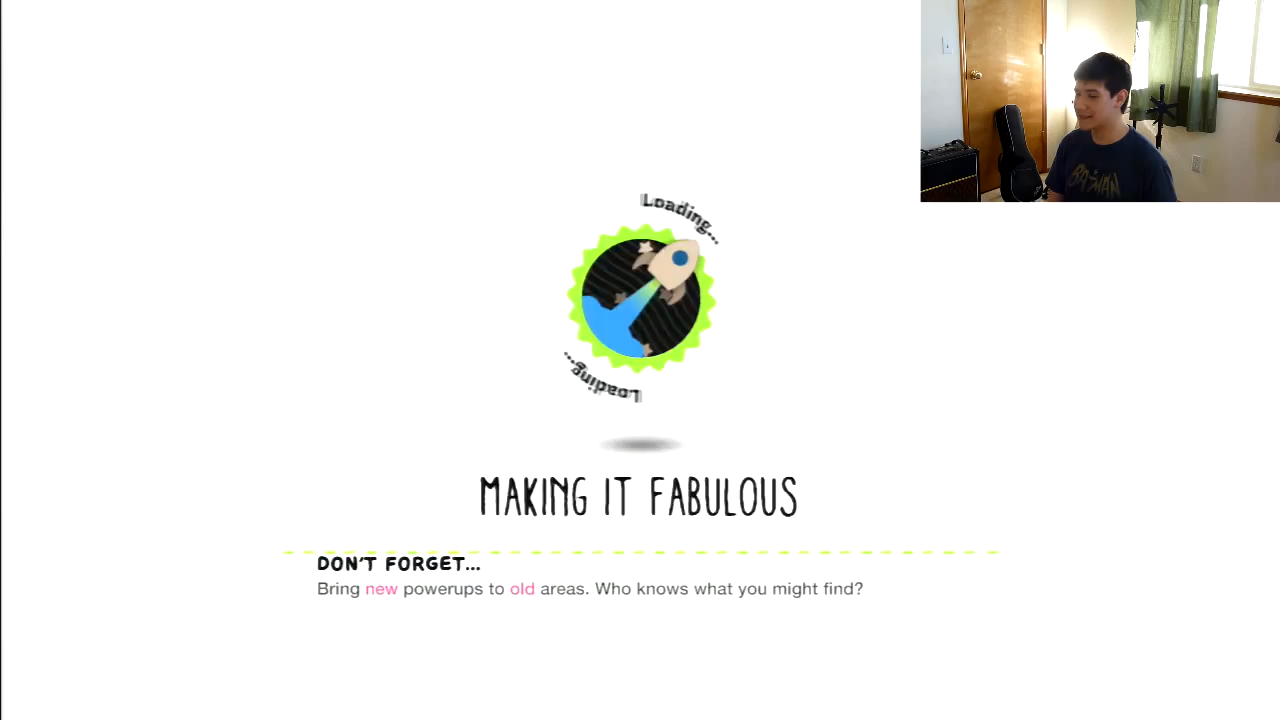 Loading...
Loading...
MAKING IT FABULOUS
DON'T FORGET...
Bring new powerups to old areas. Who knows what you might find?
BATMAN